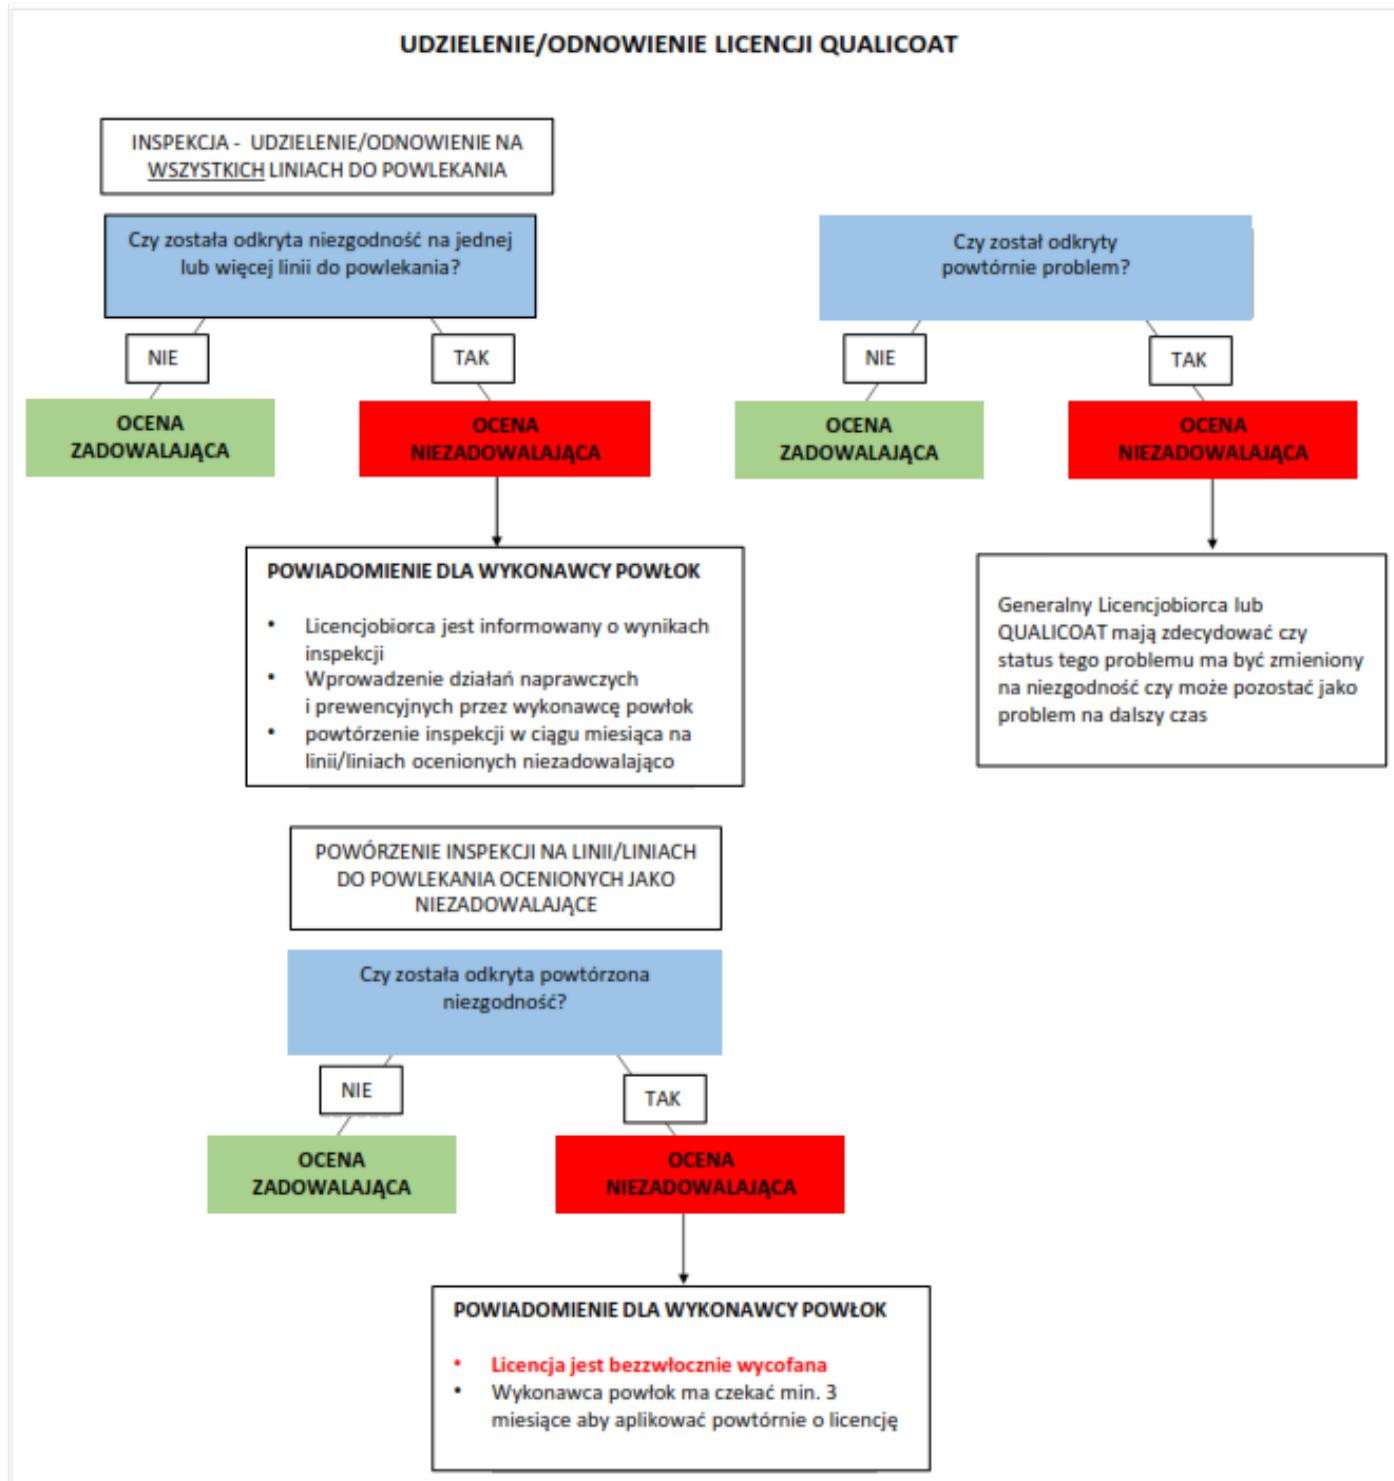 UDZIELENIE/ODNOWIENIE LICENCJI QUALICOAT
INSPEKCJA - UDZIELENIE/ODNOWIENIE NA
WSZYSTKICH LINIACH DO POWLEKANIA
Czy została odkryta niezgodność na jednej
lub więcej linii do powlekania?
NIE
TAK
OCENA
ZADOWALAJĄCA
OCENA
NIEZADOWALAJĄCA
Czy został odkryty
powtórnie problem?
NIE
TAK
OCENA
ZADOWALAJĄCA
OCENA
NIEZADOWALAJĄCA
POWIADOMIENIE DLA WYKONAWCY POWŁOK
• Licencjobiorca jest informowany o wynikach
inspekcji
• Wprowadzenie działań naprawczych
i prewencyjnych przez wykonawcę powłok
• powtórzenie inspekcji w ciągu miesiąca na
linii/liniach ocenionych niezadowalająco
Generalny Licencjobiorca lub
QUALICOAT mają zdecydować czy
status tego problemu ma być zmieniony
na niezgodność czy może pozostać jako
problem na dalszy czas
POWÓRZENIE INSPEKCJI NA LINII/LINIACH
DO POWLEKANIA OCENIONYCH JAKO
NIEZADOWALAJĄCE
Czy została odkryta powtórzona
niezgodność?
NIE
TAK
OCENA
ZADOWALAJĄCA
OCENA
NIEZADOWALAJĄCA
POWIADOMIENIE DLA WYKONAWCY POWŁOK
• Licencja jest bezzwłocznie wycofana
• Wykonawca powłok ma czekać min. 3
miesiące aby aplikować powtórnie o licencję